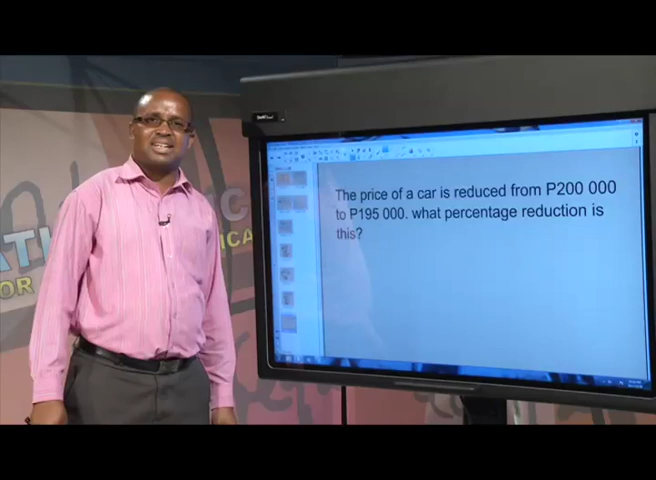 The price of a car is reduced from P200 000
to P195 000. what percentage reduction is
this?